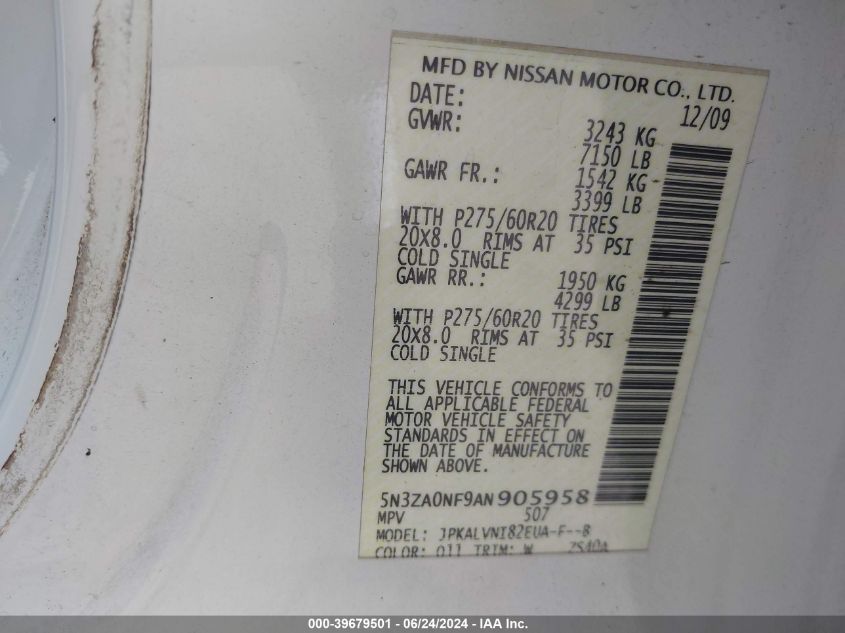 MFD BY NISSAN MOTOR CO., LTD.
DATE: 12/09
GVWR: 3243 KG
7150 LB
GAWR FR.: 1542 KG
3399 LB
WITH P275/60R20 TIRES
20X8.0 RIMS AT 35 PSI
COLD SINGLE
GAWR RR.: 1950 KG
4299 LB
WITH P275/60R20 TIRES
20X8.0 RIMS AT 35 PSI
COLD SINGLE
THIS VEHICLE CONFORMS TO
ALL APPLICABLE FEDERAL
MOTOR VEHICLE SAFETY
STANDARDS IN EFFECT ON
THE DATE OF MANUFACTURE
SHOWN ABOVE.
5N3ZA0NF9AN905958
MPV 507
MODEL: JPKALVNI82EUA-F--B
COLOR: Q11 TRIM: W
000-39679501 - 06/24/2024 - IAAI, Inc.